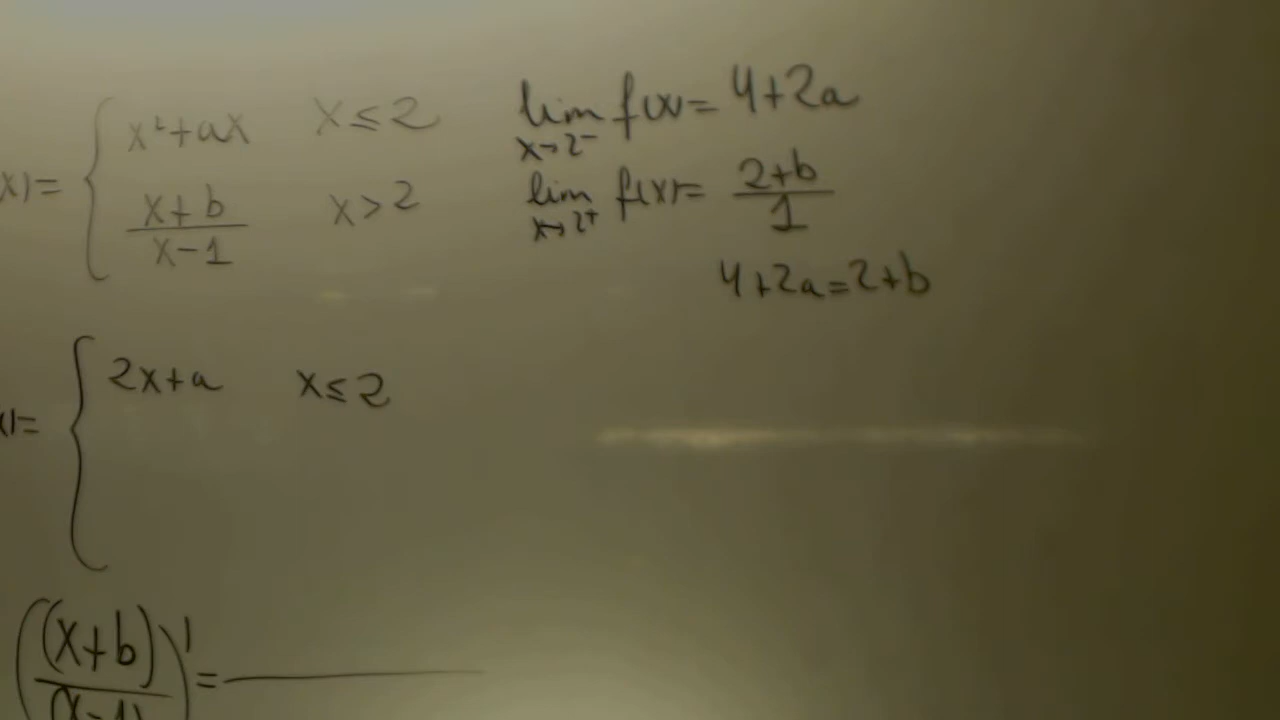 x)= { x²+ax x≤2
x+b/x-1 x>2
lim x→2⁻ f(x)= 4+2a
lim x→2⁺ f(x)= 2+b/1
4+2a=2+b
x)= { 2x+a x≤2
((x+b)/(x-1))'=